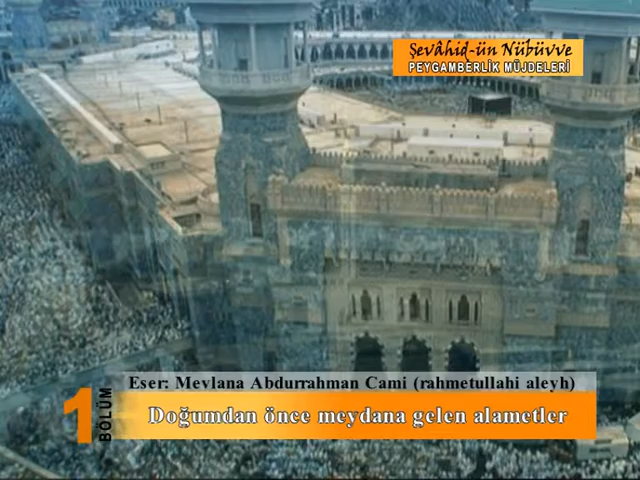 Şevâhid-ün Nübüvve
PEYGAMBERLİK MÜJDELERİ
Eser: Mevlana Abdurrahman Cami (rahmetullahi aleyh)
1
BÖLÜM
Doğumdan önce meydana gelen alametler